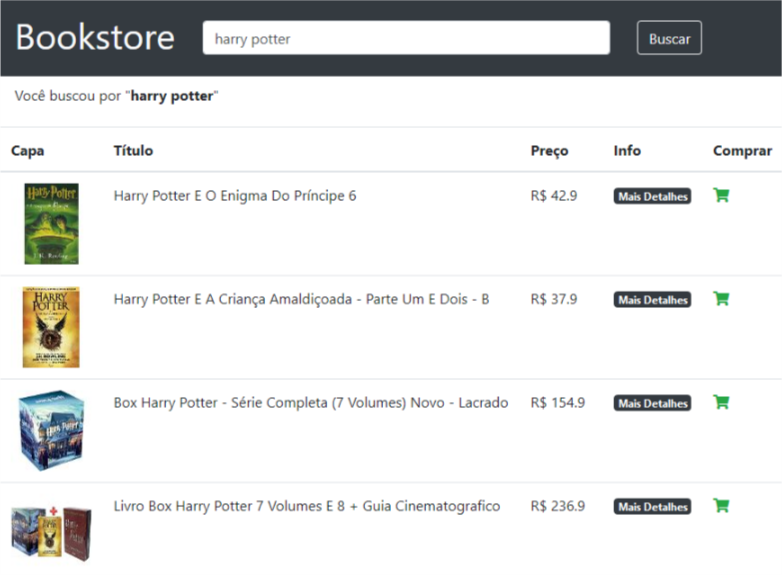 Bookstore harry potter Buscar
Você buscou por "harry potter"
Capa Título Preço Info Comprar
Harry Potter E O Enigma Do Príncipe 6 R$ 42.9 Mais Detalhes
Harry Potter
Harry Potter E A Criança Amaldiçoada - Parte Um E Dois - B R$ 37.9 Mais Detalhes
HARRY POTTER
Box Harry Potter - Série Completa (7 Volumes) Novo - Lacrado R$ 154.9 Mais Detalhes
Harry Potter
Livro Box Harry Potter 7 Volumes E 8 + Guia Cinematografico R$ 236.9 Mais Detalhes